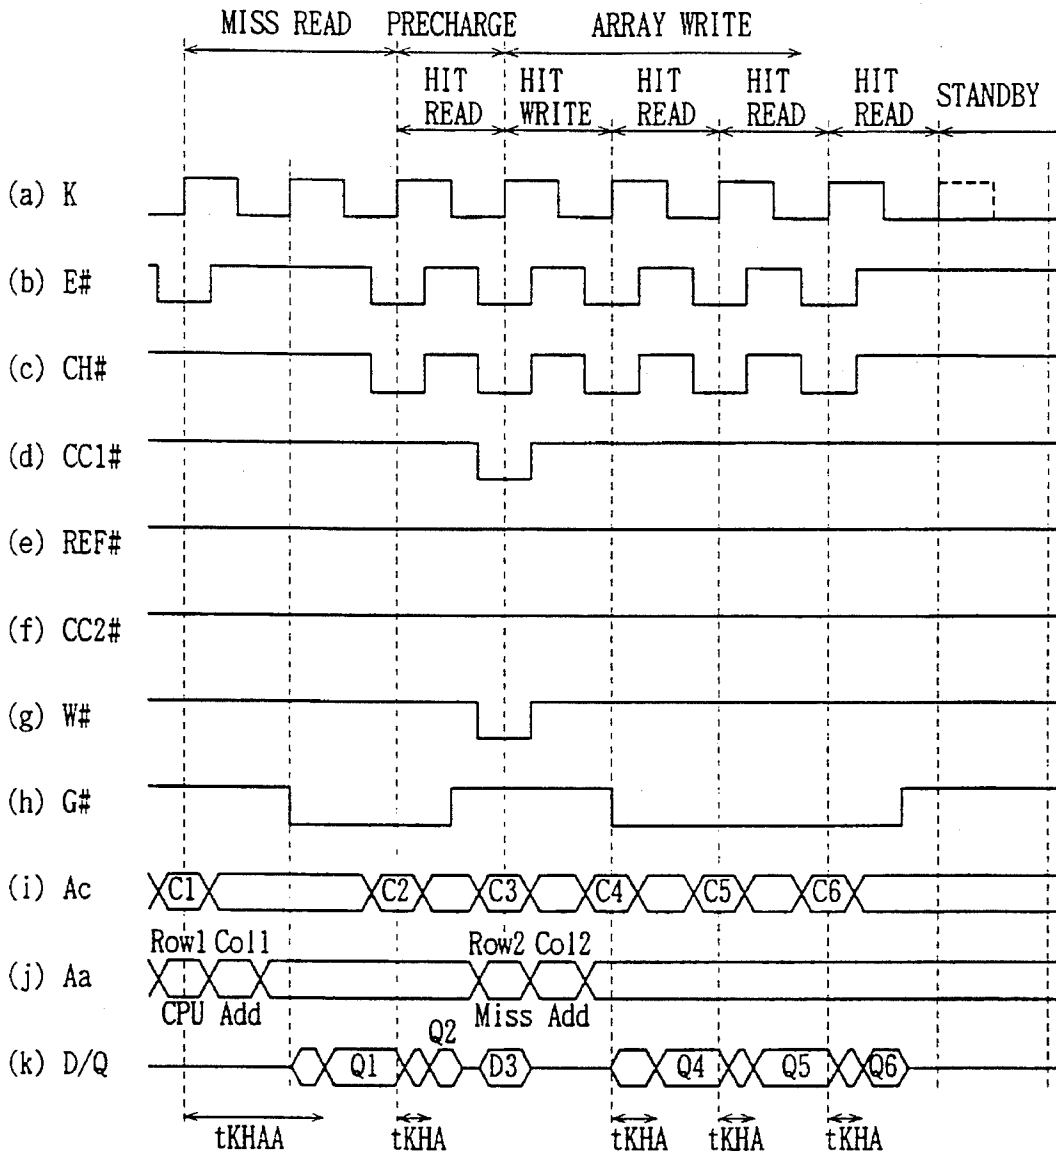 MISS READ PRECHARGE ARRAY WRITE
HIT HIT HIT HIT HIT STANDBY
READ WRITE READ READ READ
(a) K
(b) E#
(c) CH#
(d) CC1#
(e) REF#
(f) CC2#
(g) W#
(h) G#
(i) Ac C1 C2 C3 C4 C5 C6
Row1 Col1 Row2 Col2
(j) Aa
CPU Add Miss Add
Q2
(k) D/Q Q1 D3 Q4 Q5 Q6
tKHAA tKHA tKHA tKHA tKHA